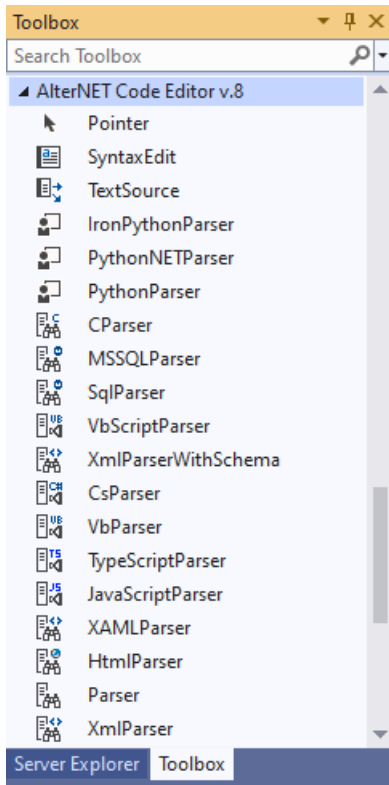 Toolbox
Search Toolbox
AlterNET Code Editor v.8
Pointer
SyntaxEdit
TextSource
IronPythonParser
PythonNETParser
PythonParser
CParser
MSSQLParser
SqlParser
VbScriptParser
XmlParserWithSchema
CsParser
VbParser
TypeScriptParser
JavaScriptParser
XAMLParser
HtmlParser
Parser
XmlParser
Server Explorer Toolbox